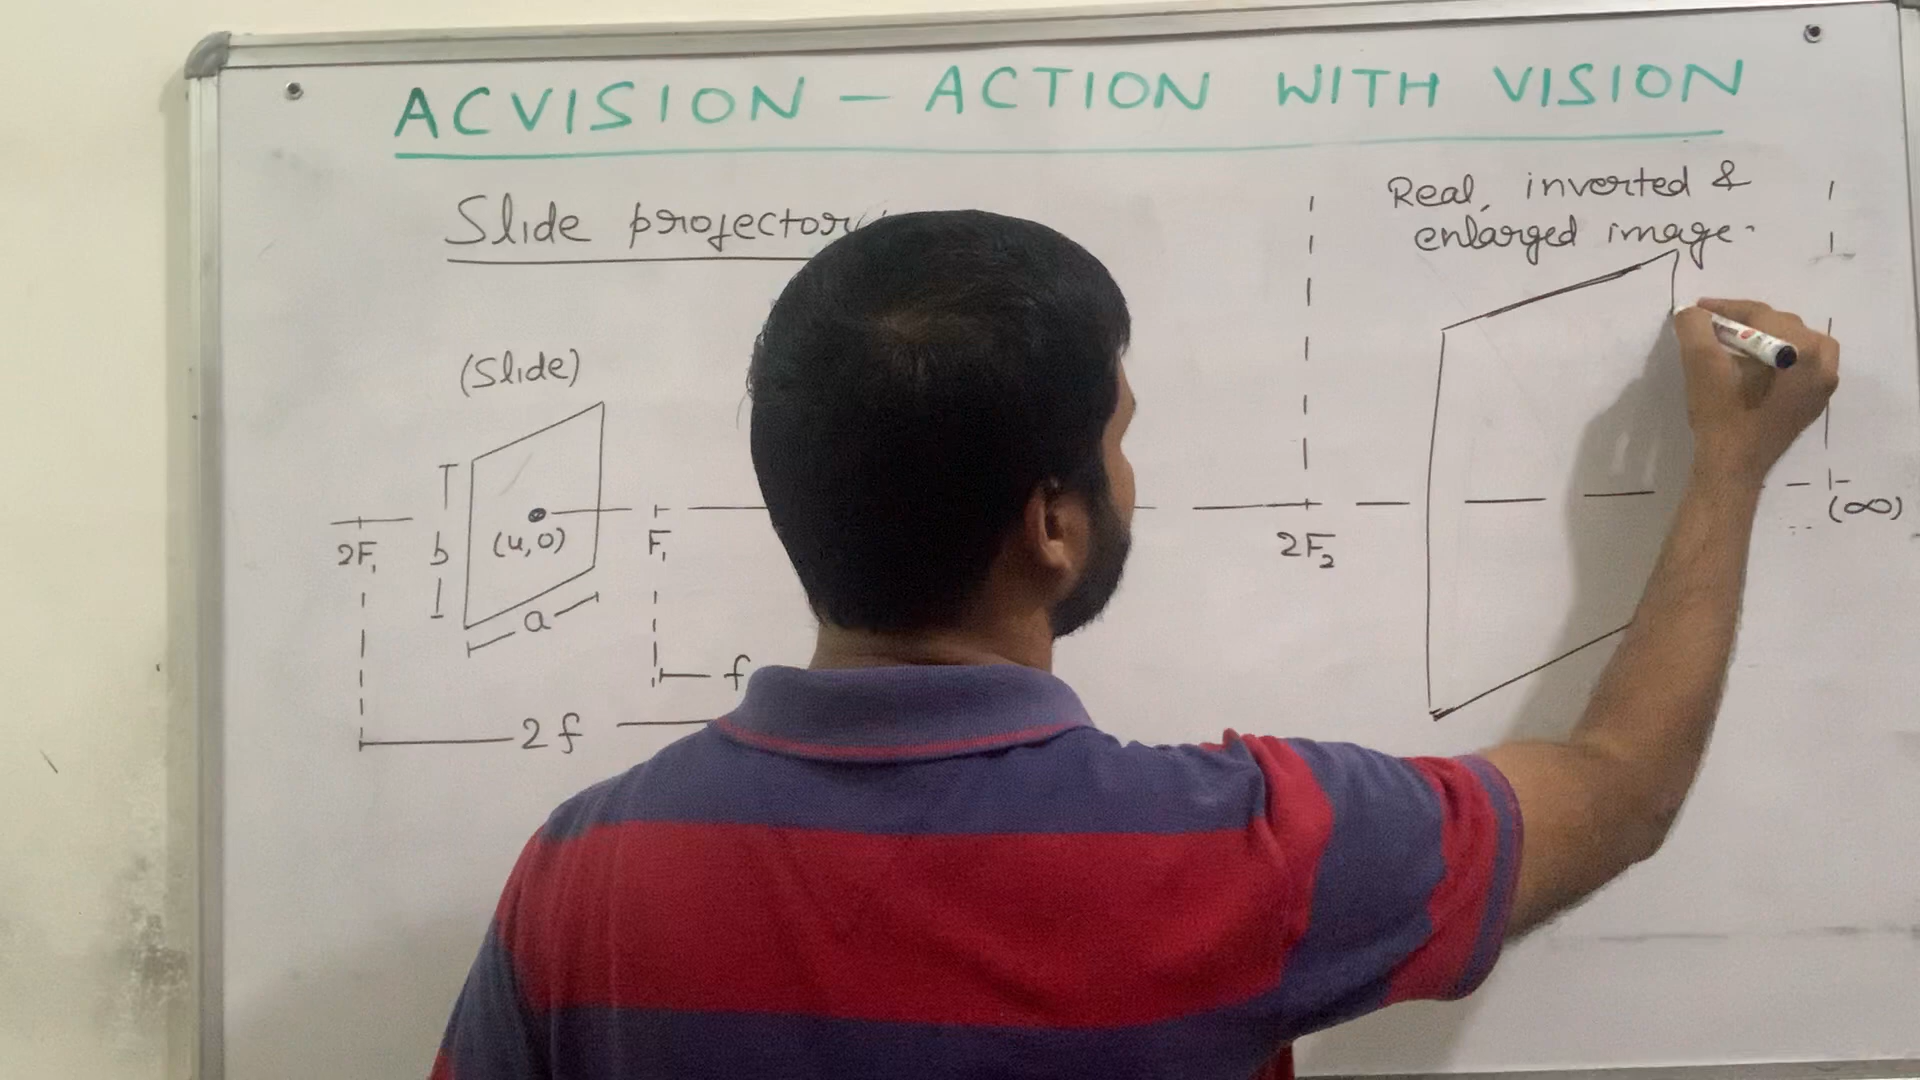 ACVISION - ACTION WITH VISION
Slide projector
Real, inverted &
enlarged image.
(Slide)
2F₁
b
(u,0)
F₁
2F₂
(∞)
a
f
2f